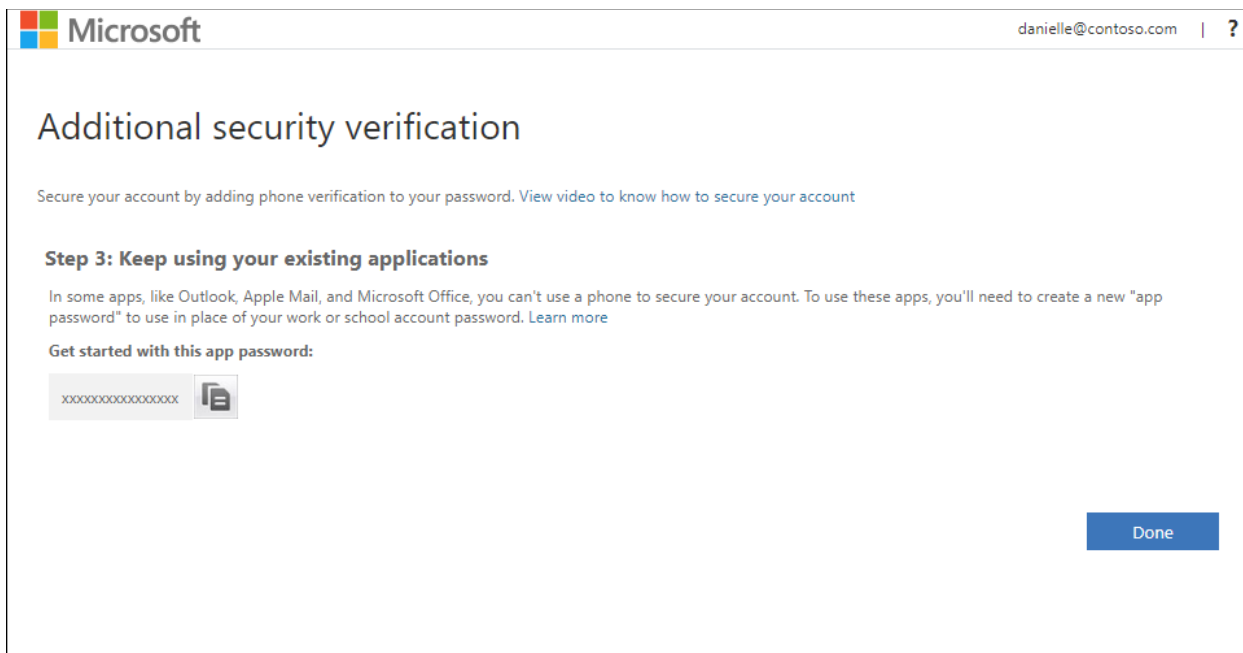 Microsoft
danielle@contoso.com | ?
Additional security verification
Secure your account by adding phone verification to your password. View video to know how to secure your account
Step 3: Keep using your existing applications
In some apps, like Outlook, Apple Mail, and Microsoft Office, you can't use a phone to secure your account. To use these apps, you'll need to create a new "app
password" to use in place of your work or school account password. Learn more
Get started with this app password:
xxxxxxxxxxxxxxxx
Done